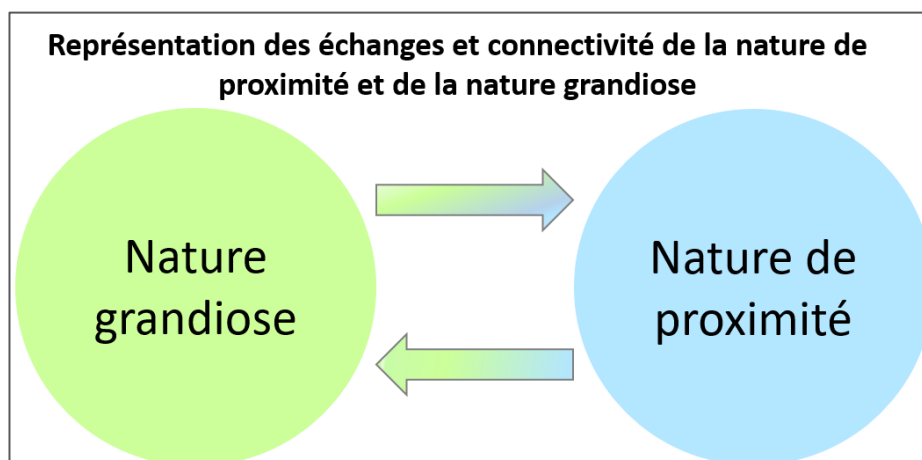 Représentation des échanges et connectivité de la nature de
proximité et de la nature grandiose
Nature
grandiose
Nature de
proximité